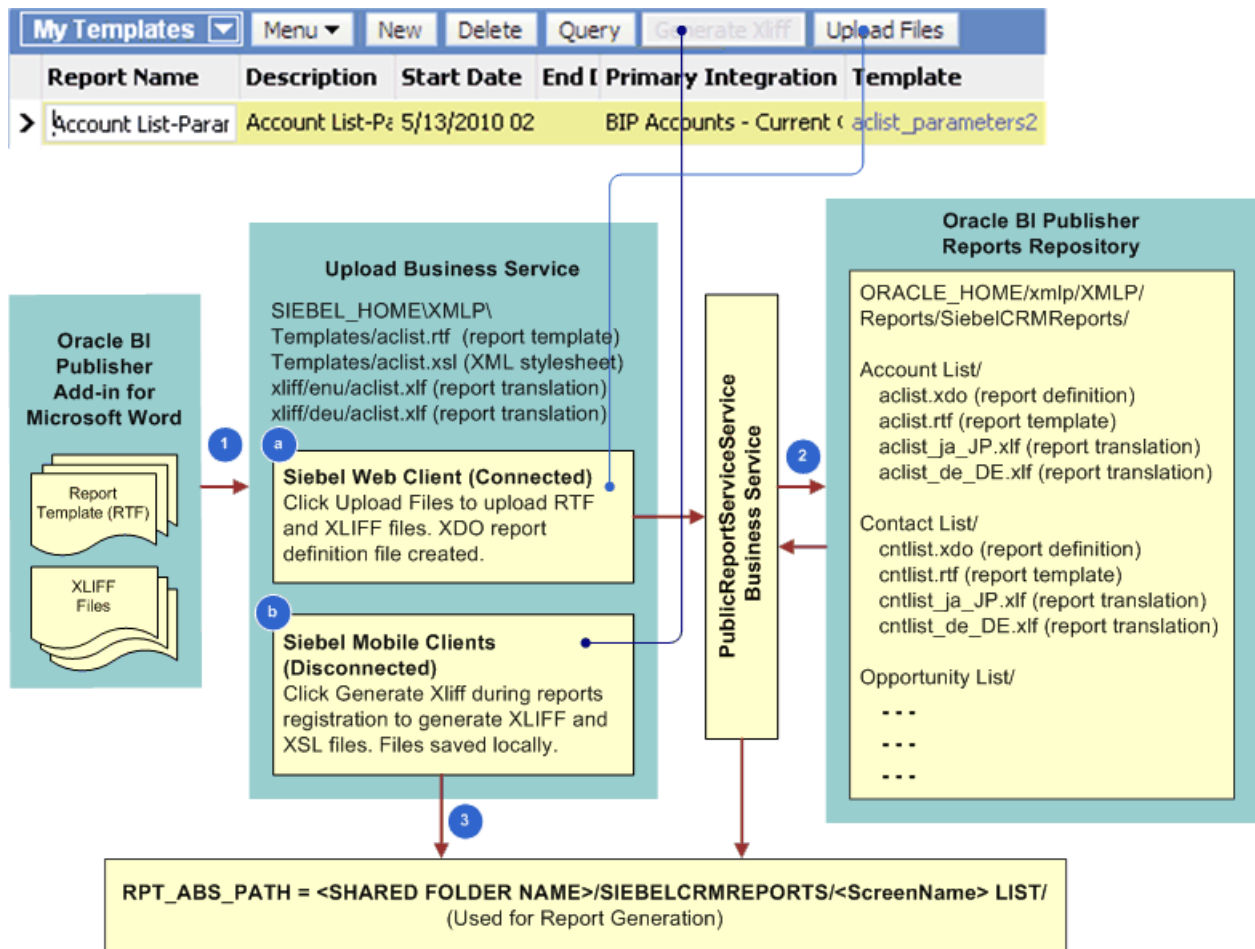 My Templates
Menu
New
Delete
Query
Generate Xliff
Upload Files
Report Name
Description
Start Date
End D
Primary Integration
Template
Account List-Paran
Account List-Pa
5/13/2010 02
BIP Accounts - Current
aclist_parameters2
Oracle BI
Publisher
Add-in for
Microsoft Word
Report
Template (RTF)
XLIFF
Files
1
Upload Business Service
SIEBEL_HOME\XMLP\
Templates/aclist.rtf (report template)
Templates/aclist.xsl (XML stylesheet)
xliff/enu/aclist.xlf (report translation)
xliff/deu/aclist.xlf (report translation)
a
Siebel Web Client (Connected)
Click Upload Files to upload RTF
and XLIFF files. XDO report
definition file created.
b
Siebel Mobile Clients
(Disconnected)
Click Generate Xliff during reports
registration to generate XLIFF and
XSL files. Files saved locally.
PublicReportServiceService
Business Service
2
Oracle BI Publisher
Reports Repository
ORACLE_HOME/xmlp/XMLP/
Reports/SiebelCRMReports/
Account List/
aclist.xdo (report definition)
aclist.rtf (report template)
aclist_ja_JP.xlf (report translation)
aclist_de_DE.xlf (report translation)
Contact List/
cntlist.xdo (report definition)
cntlist.rtf (report template)
cntlist_ja_JP.xlf (report translation)
cntlist_de_DE.xlf (report translation)
Opportunity List/
- - -
- - -
- - -
3
RPT_ABS_PATH = <SHARED FOLDER NAME>/SIEBELCRMREPORTS/<ScreenName> LIST/
(Used for Report Generation)